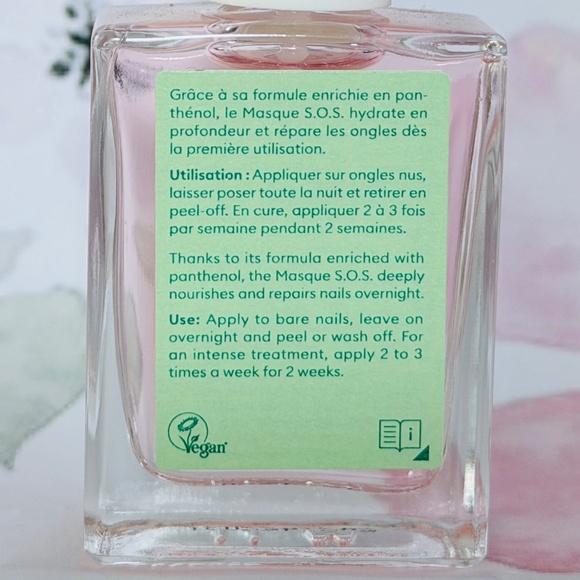 Grâce à sa formule enrichie en pan-
thénol, le Masque S.O.S. hydrate en
profondeur et répare les ongles dès
la première utilisation.
Utilisation : Appliquer sur ongles nus,
laisser poser toute la nuit et retirer en
peel-off. En cure, appliquer 2 à 3 fois
par semaine pendant 2 semaines.
Thanks to its formula enriched with
panthenol, the Masque S.O.S. deeply
nourishes and repairs nails overnight.
Use: Apply to bare nails, leave on
overnight and peel or wash off. For
an intense treatment, apply 2 to 3
times a week for 2 weeks.
Vegan
i